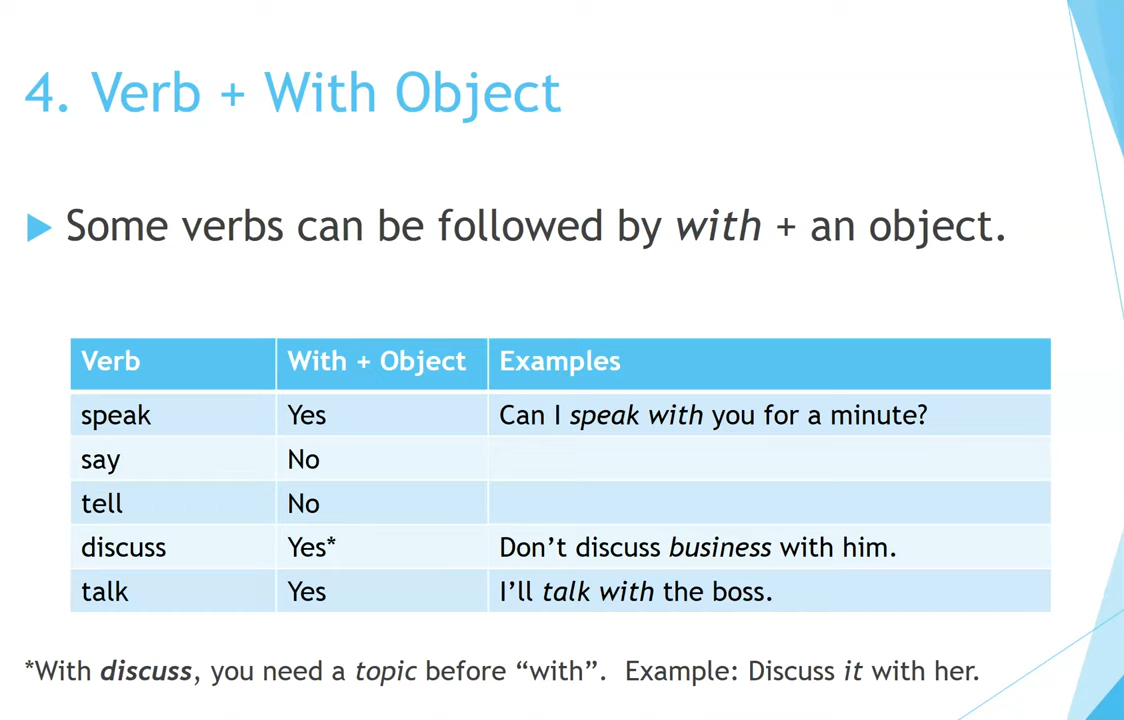 4. Verb + With Object
Some verbs can be followed by with + an object.
Verb With + Object Examples
speak Yes Can I speak with you for a minute?
say No
tell No
discuss Yes* Don’t discuss business with him.
talk Yes I’ll talk with the boss.
*With discuss, you need a topic before “with”. Example: Discuss it with her.